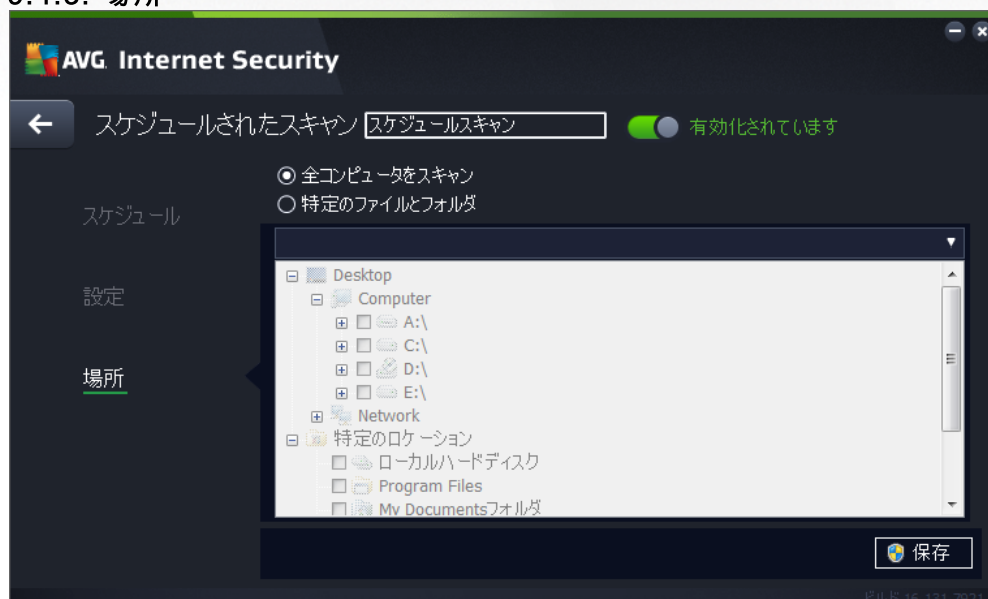 AVG. Internet Security
スケジュールされたスキャン スケジュールスキャン 有効化されています
全コンピュータをスキャン
特定のファイルとフォルダ
スケジュール
設定
場所
Desktop
Computer
A:\
C:\
D:\
E:\
Network
特定のロケーション
ローカルハードディスク
Program Files
My Documentsフォルダ
保存